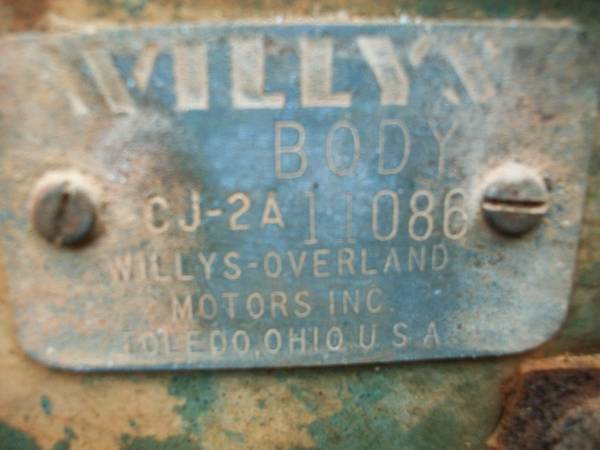 WILLYS
BODY
CJ-2A 11086
WILLYS-OVERLAND
MOTORS INC.
TOLEDO, OHIO U S A